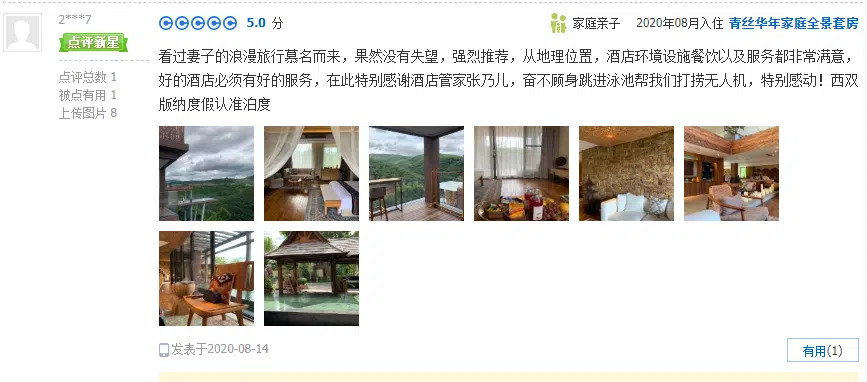 2***7
点评新星
点评总数 1
被点有用 1
上传图片 8
5.0 分
家庭亲子 2020年08月入住 青丝华年家庭全景套房
看过妻子的浪漫旅行慕名而来，果然没有失望，强烈推荐，从地理位置，酒店环境设施餐饮以及服务都非常满意，
好的酒店必须有好的服务，在此特别感谢酒店管家张乃儿，奋不顾身跳进泳池帮我们打捞无人机，特别感动！西双
版纳度假认准泊度
发表于2020-08-14
有用(1)